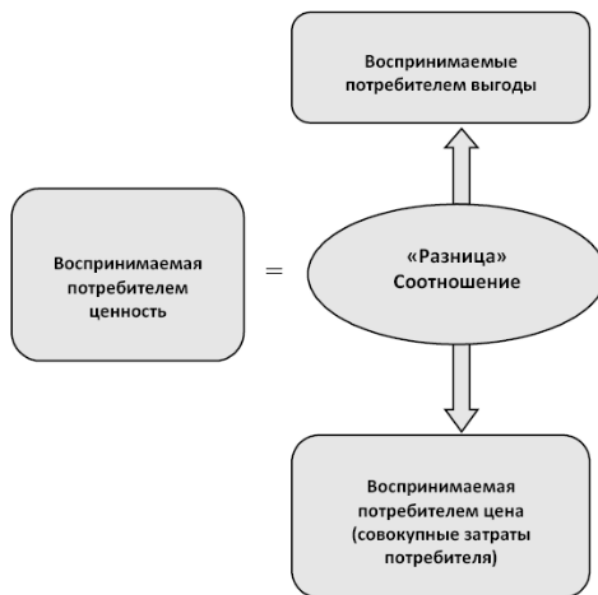 Воспринимаемые
потребителем выгоды
Воспринимаемая
потребителем
ценность
=
«Разница»
Соотношение
Воспринимаемая
потребителем цена
(совокупные затраты
потребителя)